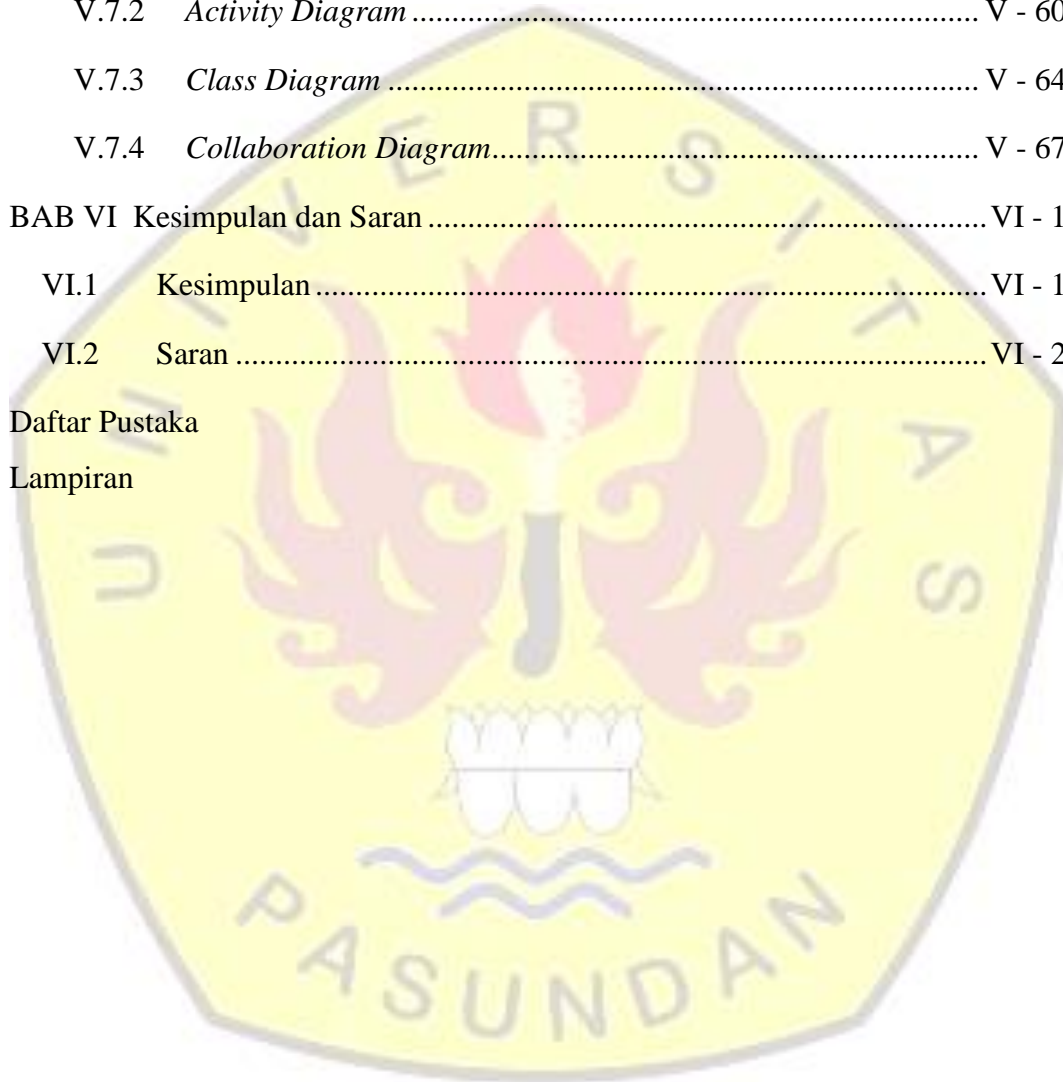 V.7.2 Activity Diagram ........................................................................ V - 60
V.7.3 Class Diagram ........................................................................... V - 64
V.7.4 Collaboration Diagram.............................................................. V - 67
BAB VI Kesimpulan dan Saran ....................................................................... VI - 1
VI.1 Kesimpulan ..................................................................................... VI - 1
VI.2 Saran ............................................................................................... VI - 2
Daftar Pustaka
Lampiran
UNIVERSITAS
PASUNDAN